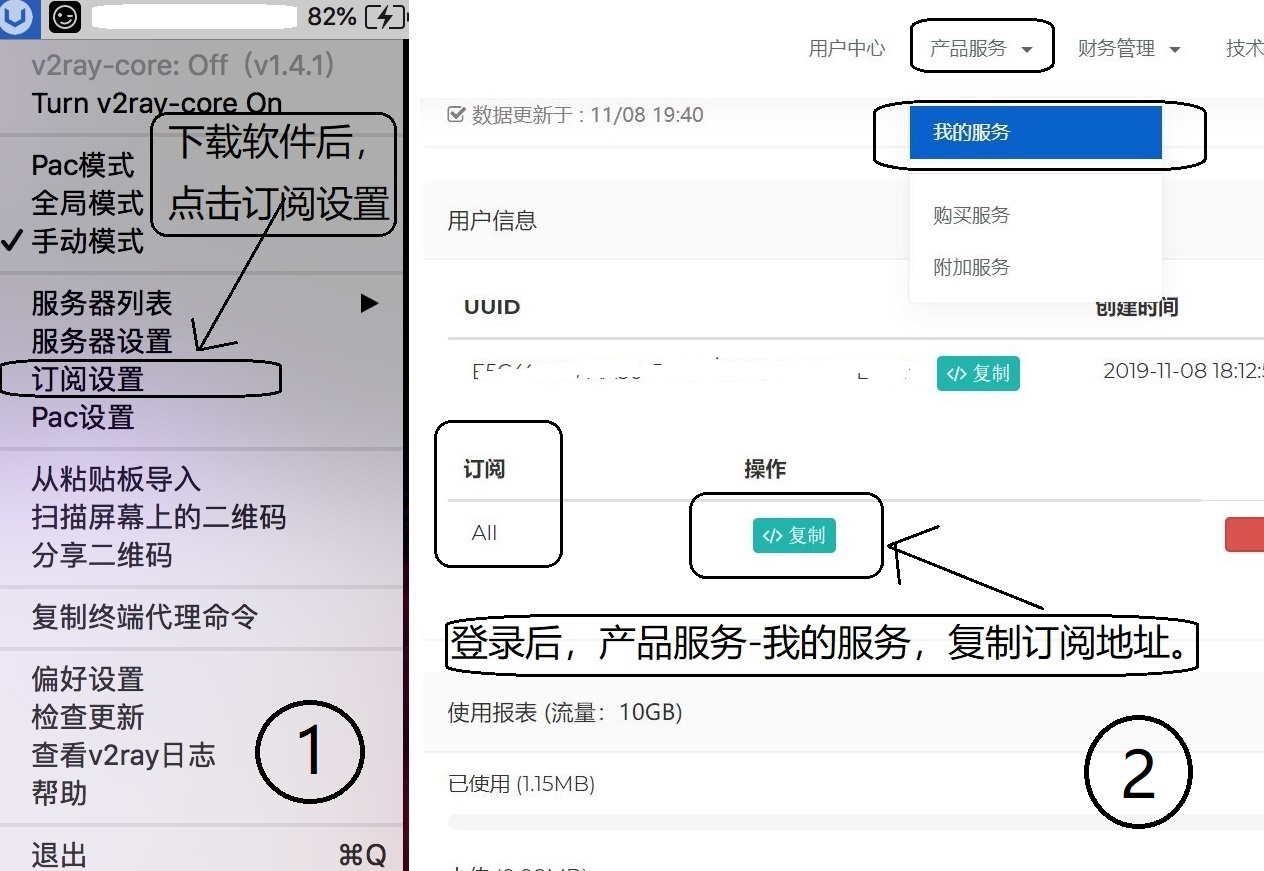 82%
v2ray-core: Off（v1.4.1）
Turn v2ray-core On
下载软件后，
点击订阅设置
Pac模式
全局模式
✓ 手动模式
服务器列表
服务器设置
订阅设置
Pac设置
从粘贴板导入
扫描屏幕上的二维码
分享二维码
复制终端代理命令
偏好设置
检查更新
查看v2ray日志
帮助
退出 ⌘Q
1
用户中心 产品服务 财务管理 技术
数据更新于 : 11/08 19:40
我的服务
购买服务
附加服务
用户信息
UUID 创建时间
</> 复制 2019-11-08 18:12:
订阅 操作
All </> 复制
登录后，产品服务-我的服务，复制订阅地址。
使用报表 (流量：10GB)
已使用 (1.15MB)
2